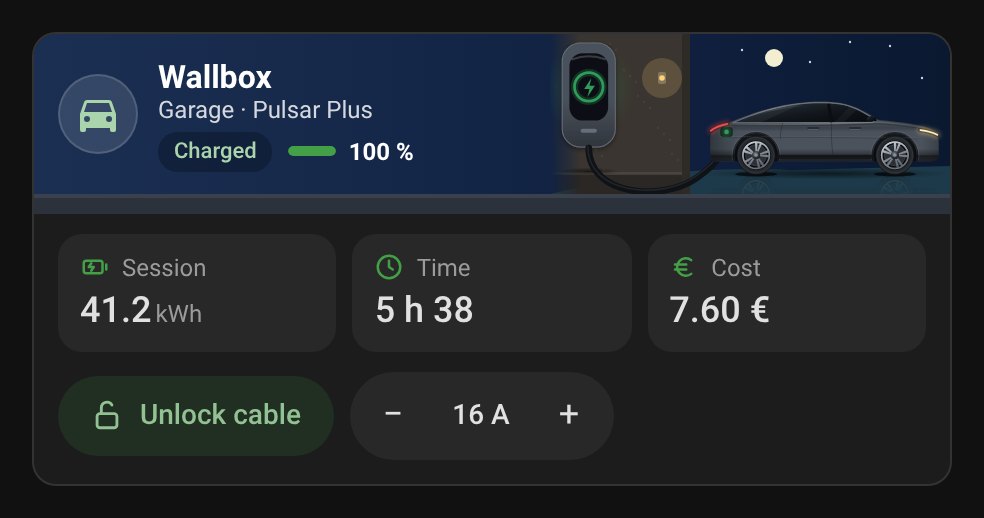 Wallbox
Garage · Pulsar Plus
Charged 100 %
Session
41.2 kWh
Time
5 h 38
Cost
7.60 €
Unlock cable
− 16 A +